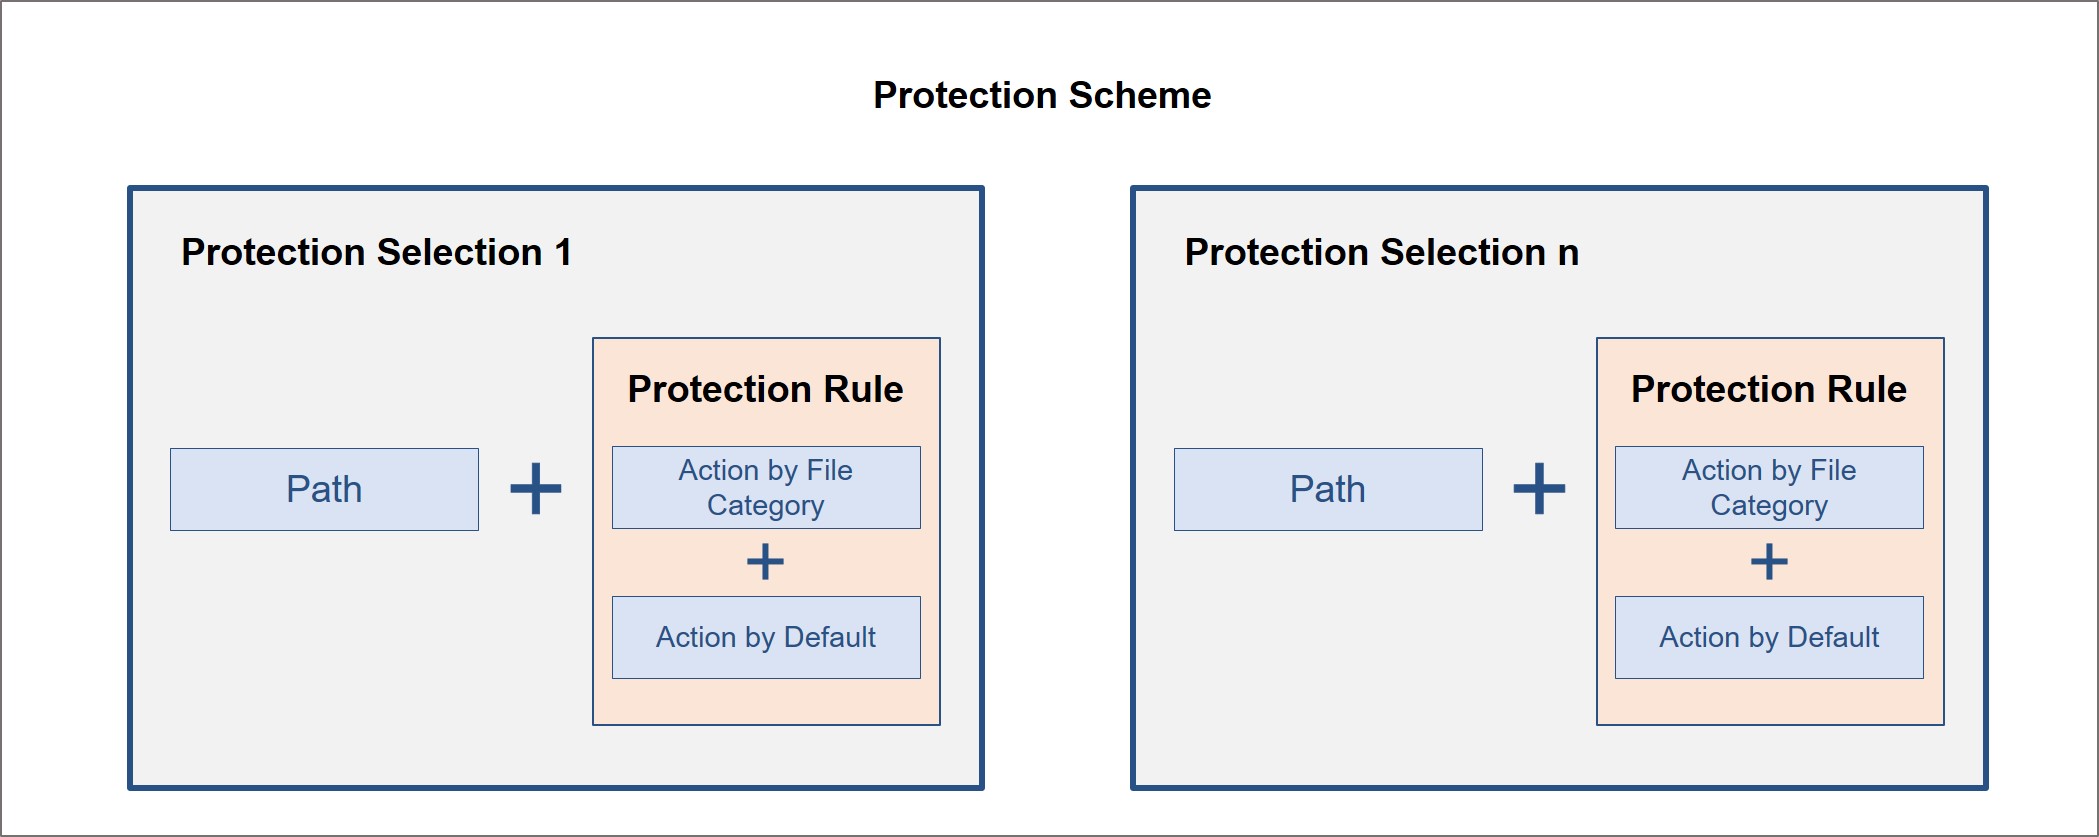 Protection Scheme
Protection Selection 1
Path
Protection Rule
Action by File
Category
Action by Default
Protection Selection n
Path
Protection Rule
Action by File
Category
Action by Default